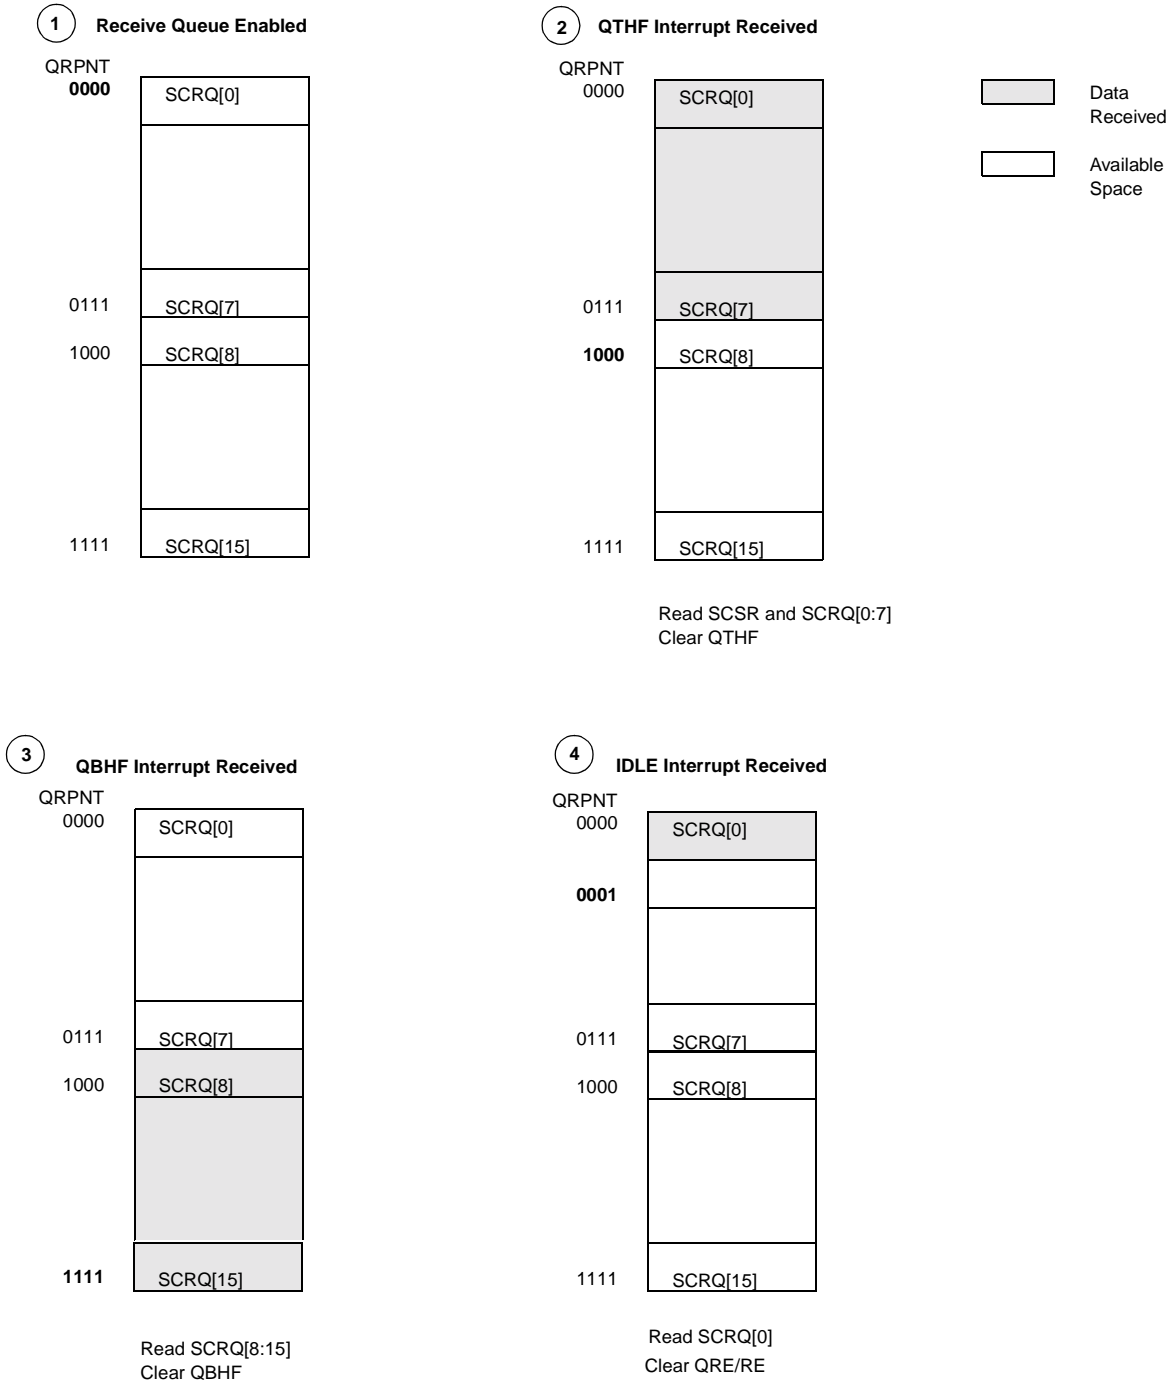 1 Receive Queue Enabled
QRPNT
0000 SCRQ[0]
0111 SCRQ[7]
1000 SCRQ[8]
1111 SCRQ[15]
2 QTHF Interrupt Received
QRPNT
0000 SCRQ[0]
0111 SCRQ[7]
1000 SCRQ[8]
1111 SCRQ[15]
Read SCSR and SCRQ[0:7]
Clear QTHF
Data
Received
Available
Space
3 QBHF Interrupt Received
QRPNT
0000 SCRQ[0]
0111 SCRQ[7]
1000 SCRQ[8]
1111 SCRQ[15]
Read SCRQ[8:15]
Clear QBHF
4 IDLE Interrupt Received
QRPNT
0000 SCRQ[0]
0001
0111 SCRQ[7]
1000 SCRQ[8]
1111 SCRQ[15]
Read SCRQ[0]
Clear QRE/RE